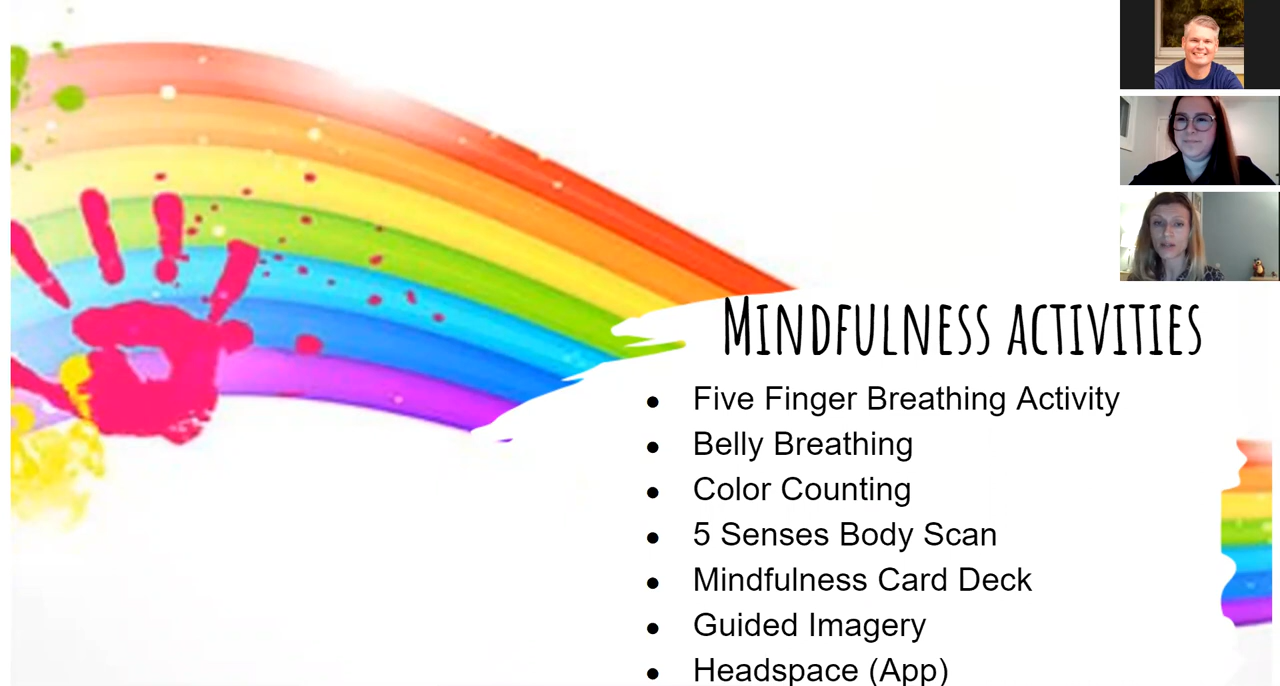 Mindfulness activities
● Five Finger Breathing Activity
● Belly Breathing
● Color Counting
● 5 Senses Body Scan
● Mindfulness Card Deck
● Guided Imagery
● Headspace (App)